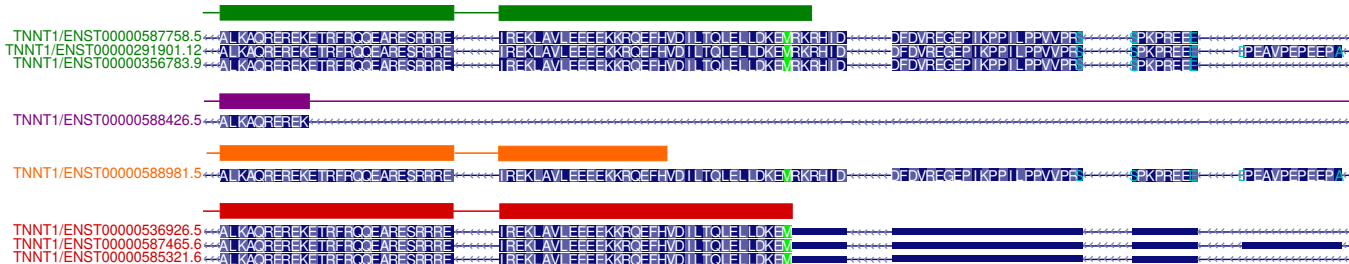 TNNT1/ENST00000587758.5 ALKAQREREKETRFRQQEARESRRRE IREKLAVLEEEEKKRQEFHVDILTQLELLDKEMRKRHID DFDVREGEPIKPPILPPVVPRS SPKPREEE
TNNT1/ENST00000291901.12 ALKAQREREKETRFRQQEARESRRRE IREKLAVLEEEEKKRQEFHVDILTQLELLDKEMRKRHID DFDVREGEPIKPPILPPVVPRS SPKPREEE EPEAVPEPEEPA
TNNT1/ENST00000356783.9 ALKAQREREKETRFRQQEARESRRRE IREKLAVLEEEEKKRQEFHVDILTQLELLDKEMRKRHID DFDVREGEPIKPPILPPVVPRS SPKPREEE
TNNT1/ENST00000588426.5 ALKAQREREK
TNNT1/ENST00000588981.5 ALKAQREREKETRFRQQEARESRRRE IREKLAVLEEEEKKRQEFHVDILTQLELLDKEMRKRHID DFDVREGEPIKPPILPPVVPRS SPKPREEE EPEAVPEPEEPA
TNNT1/ENST00000536926.5 ALKAQREREKETRFRQQEARESRRRE IREKLAVLEEEEKKRQEFHVDILTQLELLDKEM
TNNT1/ENST00000587465.6 ALKAQREREKETRFRQQEARESRRRE IREKLAVLEEEEKKRQEFHVDILTQLELLDKEM
TNNT1/ENST00000585321.6 ALKAQREREKETRFRQQEARESRRRE IREKLAVLEEEEKKRQEFHVDILTQLELLDKEM